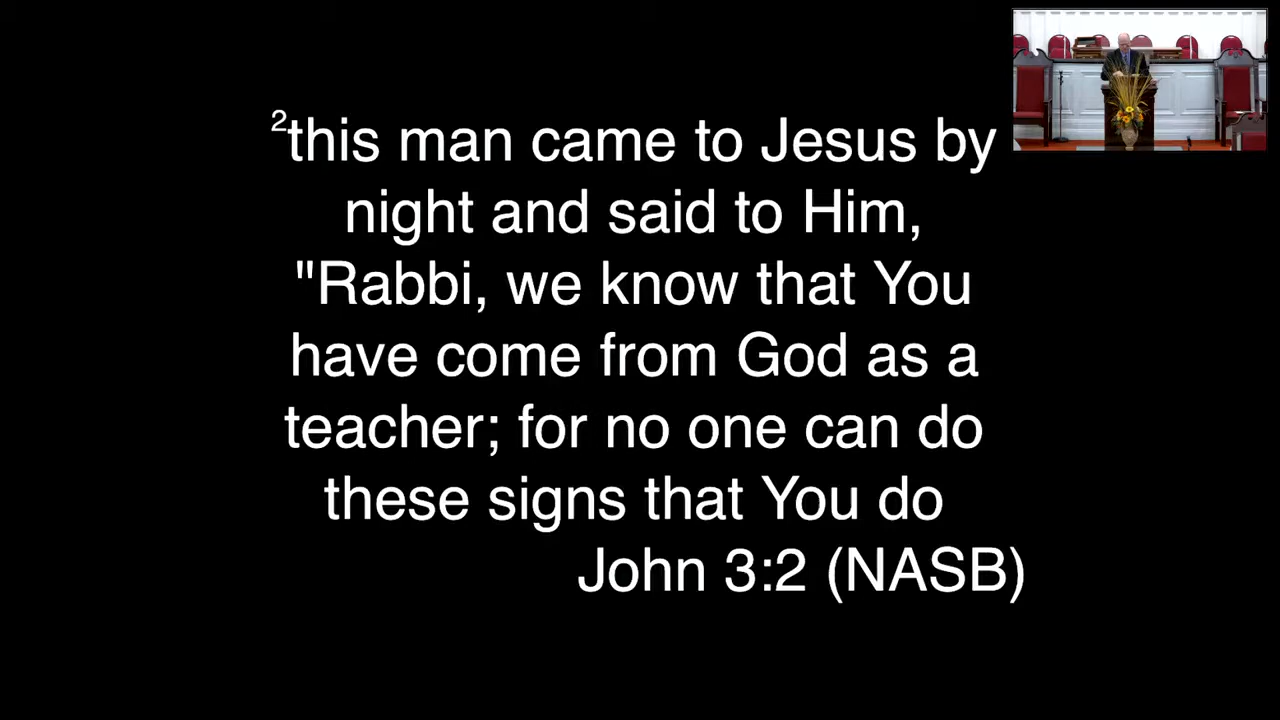 ²this man came to Jesus by
night and said to Him,
"Rabbi, we know that You
have come from God as a
teacher; for no one can do
these signs that You do
John 3:2 (NASB)